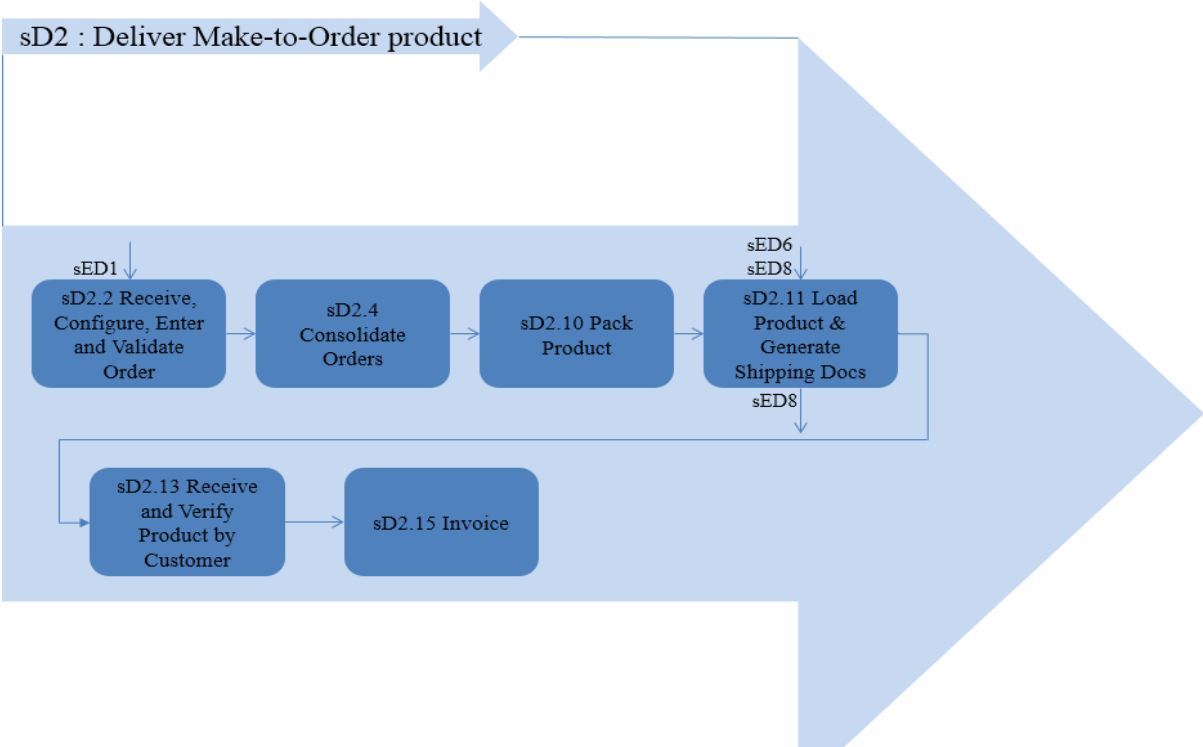 sD2 : Deliver Make-to-Order product
sED1
sED6
sED8
sD2.2 Receive,
Configure, Enter
and Validate
Order
sD2.4
Consolidate
Orders
sD2.10 Pack
Product
sD2.11 Load
Product &
Generate
Shipping Docs
sED8
sD2.13 Receive
and Verify
Product by
Customer
sD2.15 Invoice